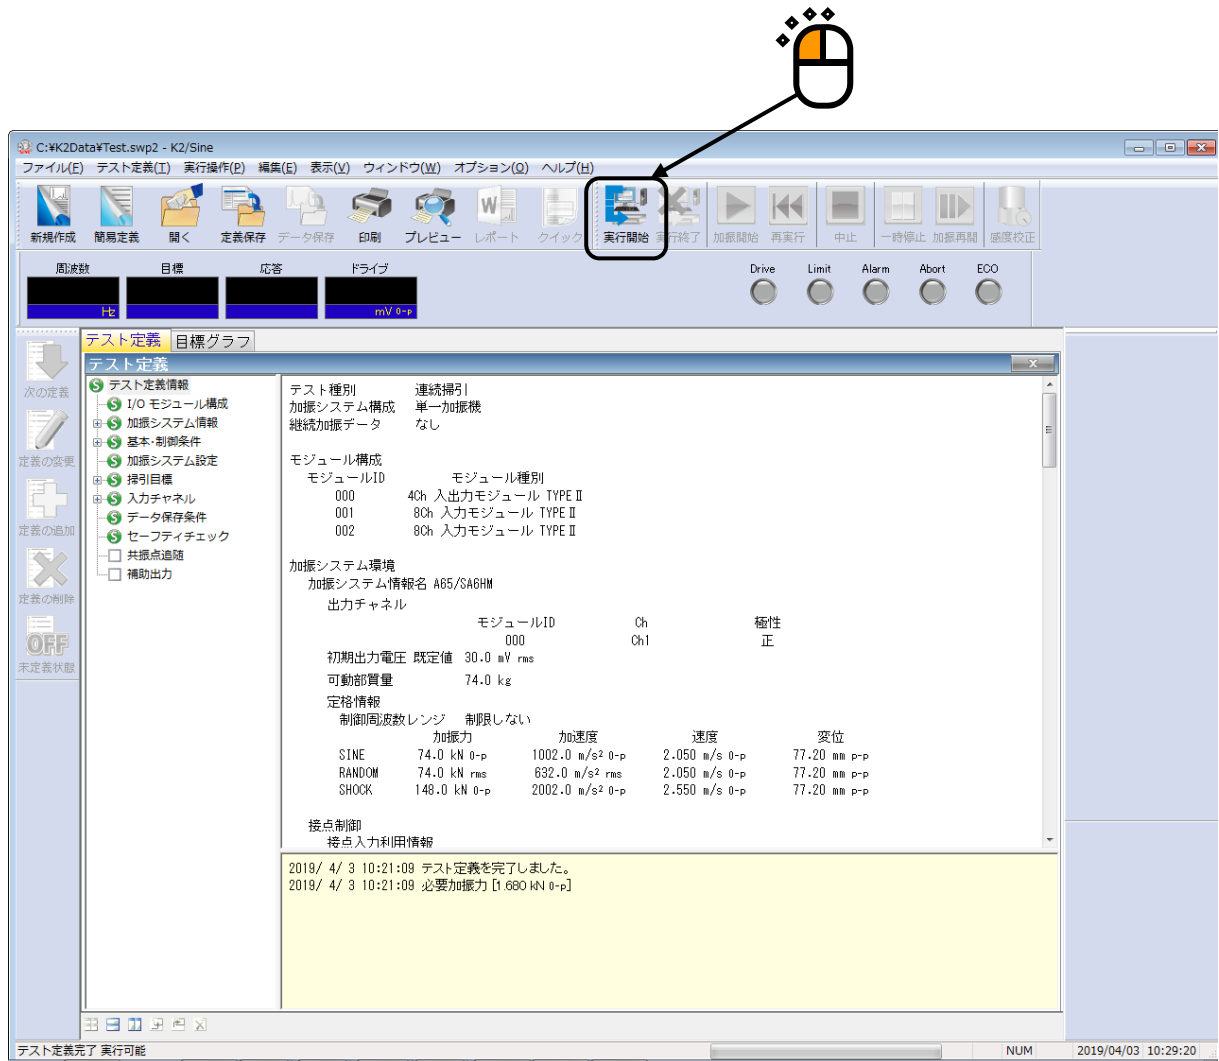 C:¥K2Data¥Test.swp2 - K2/Sine
ファイル(F) テスト定義(T) 実行操作(P) 編集(E) 表示(V) ウィンドウ(W) オプション(O) ヘルプ(H)
新規作成 簡易定義 開く 定義保存 データ保存 印刷 プレビュー レポート クイック 実行開始 実行終了 加振開始 再実行 中止 一時停止 加振再開 感度校正
周波数 目標 応答 ドライブ Drive Limit Alarm Abort ECO
Hz mV 0-p
テスト定義 目標グラフ
テスト定義
次の定義
定義の変更
定義の追加
定義の削除
OFF
未定義状態
テスト定義情報
I/O モジュール構成
加振システム情報
基本・制御条件
加振システム設定
掃引目標
入力チャネル
データ保存条件
セーフティチェック
共振点追随
補助出力
テスト種別 連続掃引
加振システム構成 単一加振機
継続加振データ なし
モジュール構成
モジュールID モジュール種別
000 4Ch 入出力モジュール TYPEⅡ
001 8Ch 入力モジュール TYPEⅡ
002 8Ch 入力モジュール TYPEⅡ
加振システム環境
加振システム情報名 A65/SA6HM
出力チャネル
モジュールID Ch 極性
000 Ch1 正
初期出力電圧 既定値 30.0 mV rms
可動部質量 74.0 kg
定格情報
制御周波数レンジ 制限しない
加振力 加速度 速度 変位
SINE 74.0 kN 0-p 1002.0 m/s² 0-p 2.050 m/s 0-p 77.20 mm p-p
RANDOM 74.0 kN rms 632.0 m/s² rms 2.050 m/s 0-p 77.20 mm p-p
SHOCK 148.0 kN 0-p 2002.0 m/s² 0-p 2.550 m/s 0-p 77.20 mm p-p
接点制御
接点入力利用情報
2019/ 4/ 3 10:21:09 テスト定義を完了しました。
2019/ 4/ 3 10:21:09 必要加振力 [1.680 kN 0-p]
テスト定義完了 実行可能 NUM 2019/04/03 10:29:20